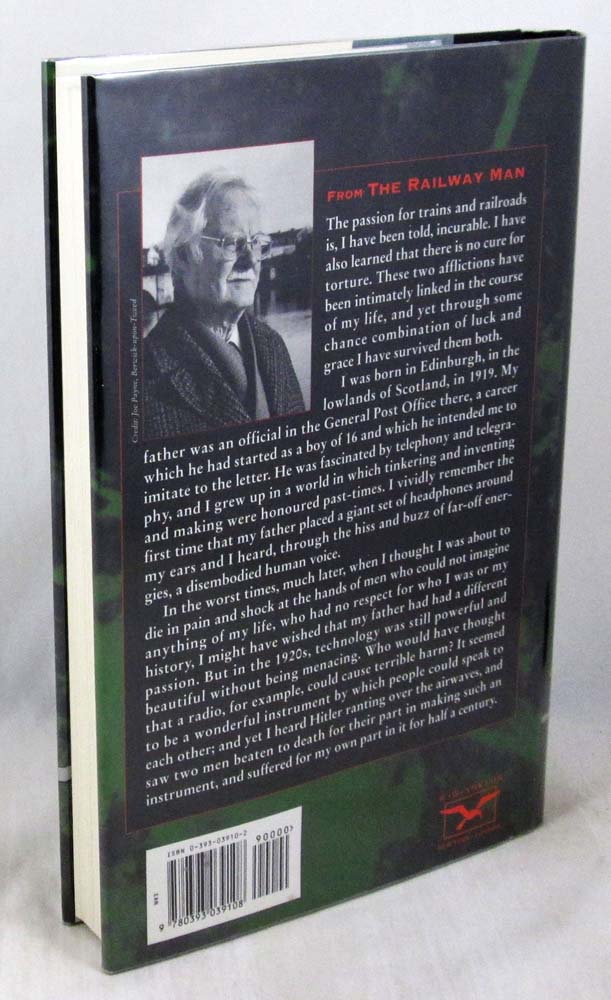 FROM THE RAILWAY MAN
The passion for trains and railroads
is, I have been told, incurable. I have
also learned that there is no cure for
torture. These two afflictions have
been intimately linked in the course
of my life, and yet through some
chance combination of luck and
grace I have survived them both.
I was born in Edinburgh, in the
lowlands of Scotland, in 1919. My
father was an official in the General Post Office there, a career
which he had started as a boy of 16 and which he intended me to
imitate to the letter. He was fascinated by telephony and telegra-
phy, and I grew up in a world in which tinkering and inventing
and making were honoured past-times. I vividly remember the
first time that my father placed a giant set of headphones around
my ears and I heard, through the hiss and buzz of far-off ener-
gies, a disembodied human voice.
In the worst times, much later, when I thought I was about to
die in pain and shock at the hands of men who could not imagine
anything of my life, who had no respect for who I was or my
history, I might have wished that my father had had a different
passion. But in the 1920s, technology was still powerful and
beautiful without being menacing. Who would have thought
that a radio, for example, could cause terrible harm? It seemed
to be a wonderful instrument by which people could speak to
each other; and yet I heard Hitler ranting over the airwaves, and
saw two men beaten to death for their part in making such an
instrument, and suffered for my own part in it for half a century.
Credit: Joe Payne, Berwick-upon-Tweed
ISBN 0-393-03910-2
90000>
9 780393 039108
W·W·NORTON
NEW YORK · LONDON